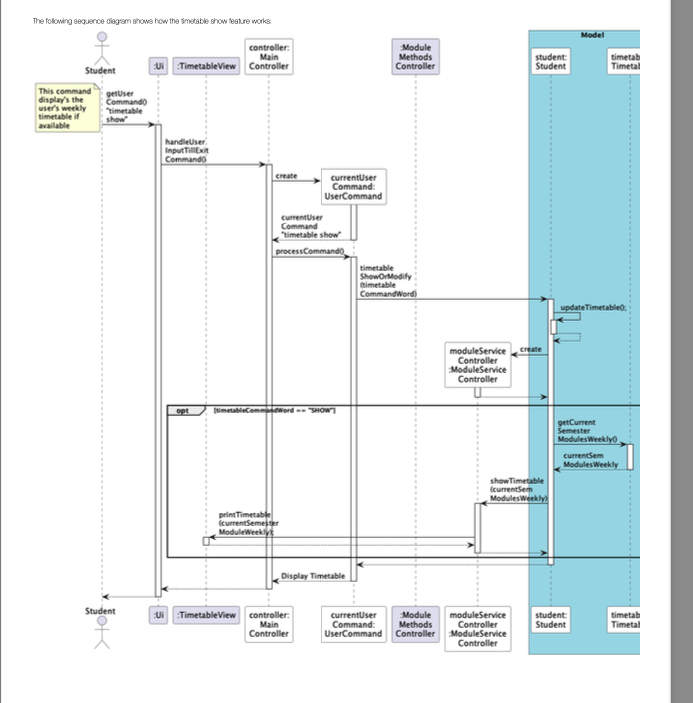 The following sequence diagram shows how the timetable show feature works:
Model
Student
:Ui
:TimetableView
controller:
Main
Controller
:Module
Methods
Controller
student:
Student
timetab
Timetal
This command
display's the
user's weekly
timetable if
available
getUser
Command()
"timetable
show"
handleUser
InputTillExit
Command()
create
currentUser
Command:
UserCommand
currentUser
Command
"timetable show"
processCommand()
timetable
ShowOrModify
(timetable
CommandWord)
updateTimetable();
create
moduleService
Controller
:ModuleService
Controller
opt
[timetableCommandWord == "SHOW"]
getCurrent
Semester
ModulesWeekly()
currentSem
ModulesWeekly
showTimetable
(currentSem
ModulesWeekly)
printTimetable
(currentSemester
ModuleWeekly);
Display Timetable
Student
:Ui
:TimetableView
controller:
Main
Controller
currentUser
Command:
UserCommand
:Module
Methods
Controller
moduleService
Controller
:ModuleService
Controller
student:
Student
timetab
Timetal